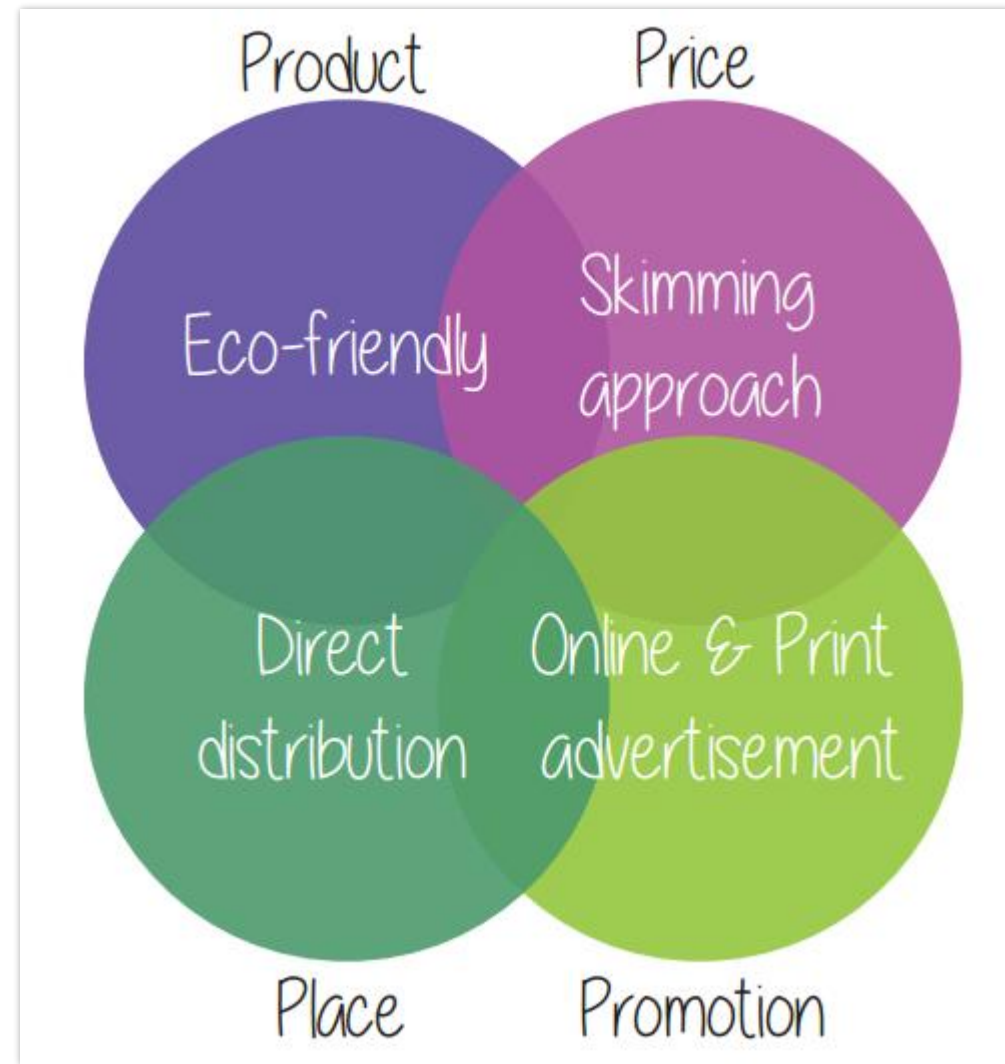 Product
Price
Eco-friendly
Skimming
approach
Direct
distribution
Online & Print
advertisement
Place
Promotion